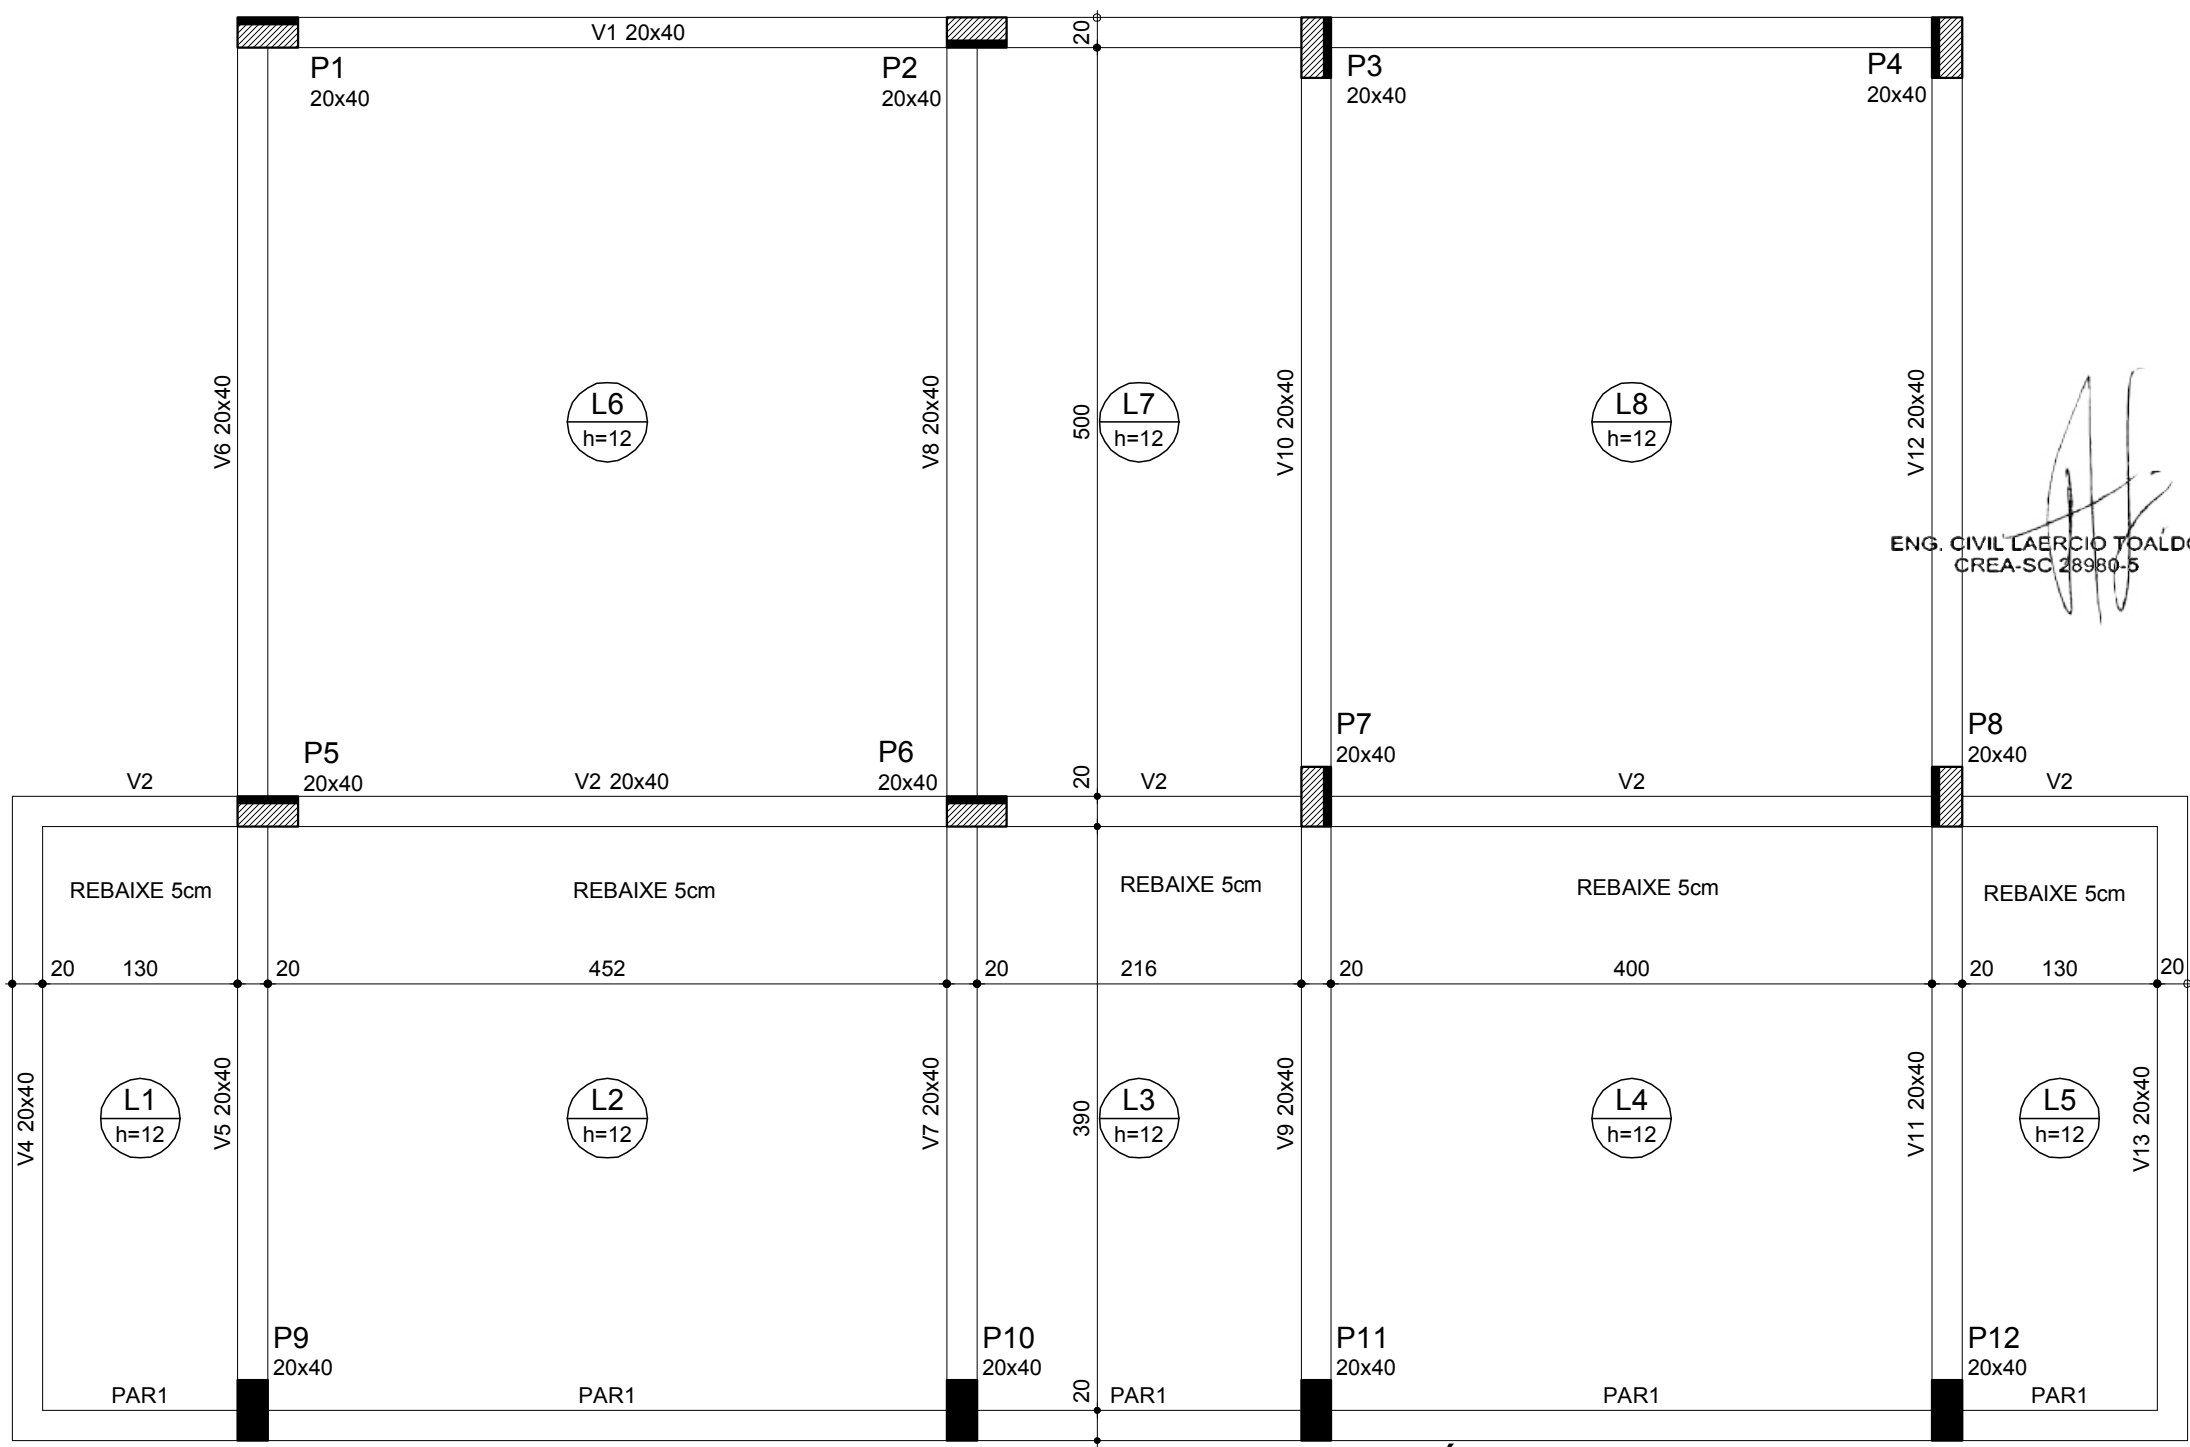 V1 20x40
20
P1
20x40
P2
20x40
P3
20x40
P4
20x40
V6 20x40
L6
h=12
V8 20x40
500
L7
h=12
V10 20x40
L8
h=12
V12 20x40
ENG. CIVIL LAERCIO TOALDO
CREA-SC 28980-5
P5
20x40
P6
20x40
P7
20x40
P8
20x40
V2
V2 20x40
20
V2
V2
V2
REBAIXE 5cm
REBAIXE 5cm
REBAIXE 5cm
REBAIXE 5cm
REBAIXE 5cm
20 130 20 452 20 216 20 400 20 130 20
V4 20x40
L1
h=12
V5 20x40
L2
h=12
V7 20x40
390
L3
h=12
V9 20x40
L4
h=12
V11 20x40
L5
h=12
V13 20x40
P9
20x40
P10
20x40
P11
20x40
P12
20x40
PAR1
PAR1
20
PAR1
PAR1
PAR1